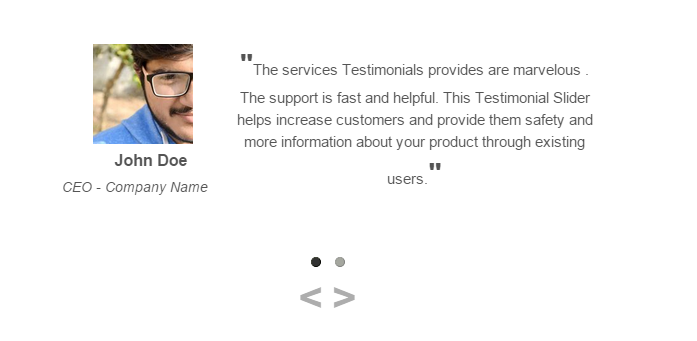 John Doe
CEO - Company Name
"The services Testimonials provides are marvelous .
The support is fast and helpful. This Testimonial Slider
helps increase customers and provide them safety and
more information about your product through existing
users."
< >